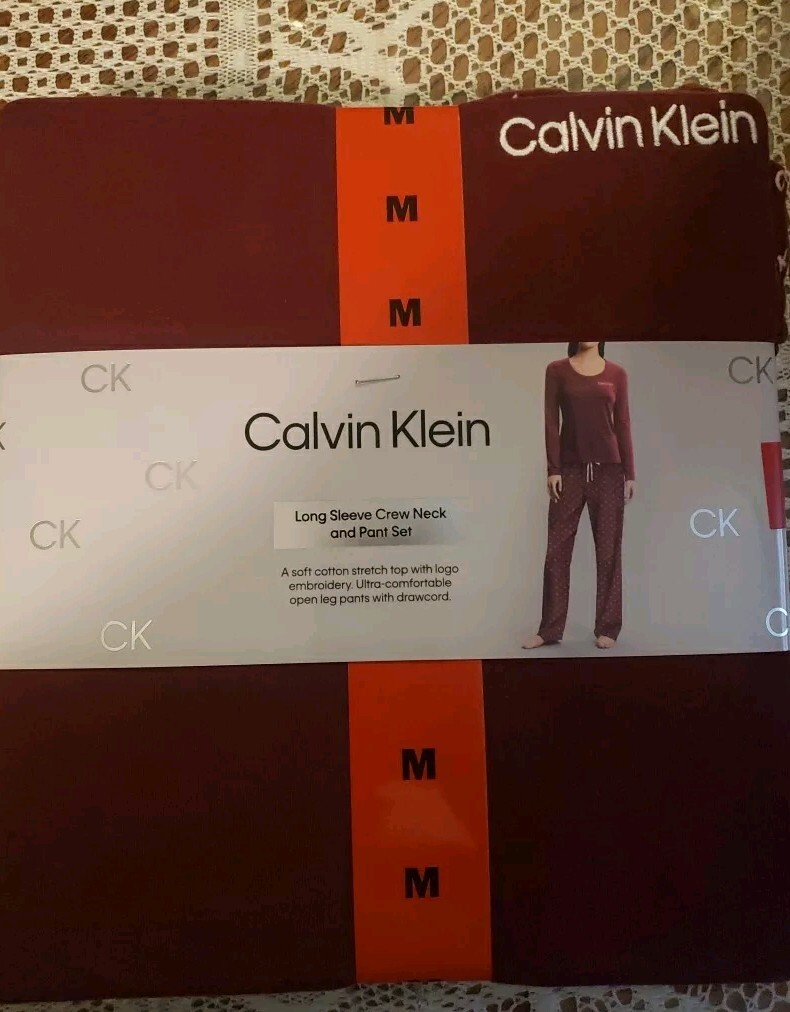 M
Calvin Klein
M
M
CK
CK
Calvin Klein
CK
Long Sleeve Crew Neck
and Pant Set
CK
CK
A soft cotton stretch top with logo
embroidery. Ultra-comfortable
open leg pants with drawcord.
CK
M
M